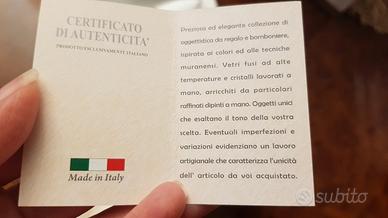 CERTIFICATO
DI AUTENTICITA'
PRODOTTO ESCLUSIVAMENTE ITALIANO
Made in Italy
Preziosa ed elegante collezione di
oggettistica da regalo e bomboniere,
ispirata ai colori ed alle tecniche
muranemi. Vetri fusi ad alte
temperature e cristalli lavorati a
mano, arricchiti da particolari
raffinati dipinti a mano. Oggetti unici
che esaltano il tono della vostra
scelta. Eventuali imperfezioni e
variazioni evidenziano un lavoro
artigianale che caratterizza l'unicità
dell' articolo da voi acquistato.
subito